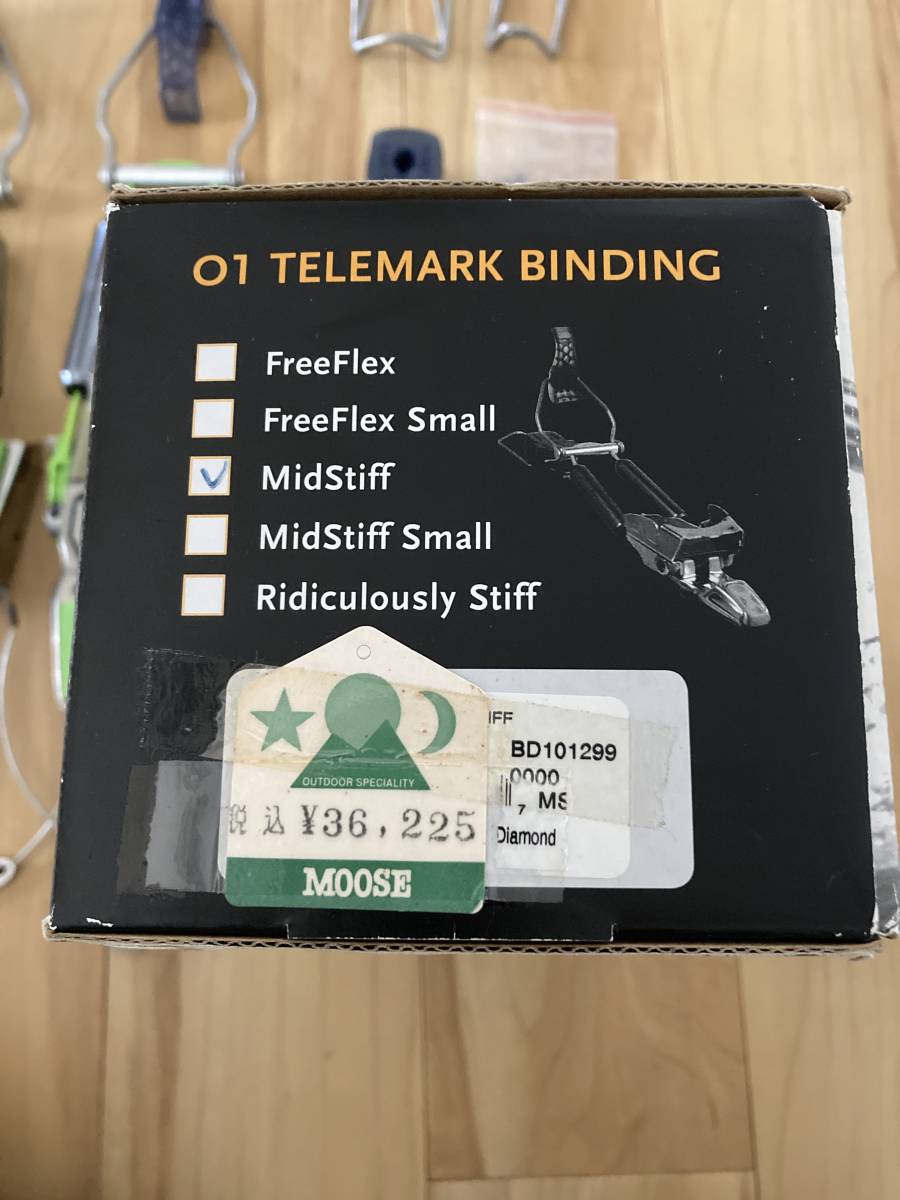 O1 TELEMARK BINDING
FreeFlex
FreeFlex Small
MidStiff
MidStiff Small
Ridiculously Stiff
OUTDOOR SPECIALITY
税込 ¥36,225
MOOSE
IFF
BD101299
0000
7 MS
Diamond